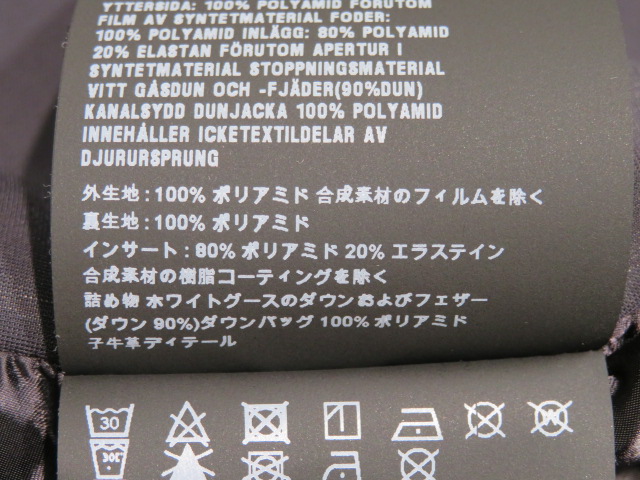 YTTERSIDA: 100% POLYAMID FÖRUTOM
FILM AV SYNTETMATERIAL FODER:
100% POLYAMID INLÄGG: 80% POLYAMID
20% ELASTAN FÖRUTOM APERTUR I
SYNTETMATERIAL STOPPNINGSMATERIAL
VITT GÅSDUN OCH -FJÄDER(90%DUN)
KANALSYDD DUNJACKA 100% POLYAMID
INNEHÅLLER ICKETEXTILDELAR AV
DJURURSPRUNG
外生地:100% ポリアミド 合成素材のフィルムを除く
裏生地:100% ポリアミド
インサート:80% ポリアミド 20% エラステイン
合成素材の樹脂コーティングを除く
詰め物 ホワイトグースのダウンおよびフェザー
(ダウン 90%)ダウンバッグ 100% ポリアミド
子牛革ディテール
30 W
30